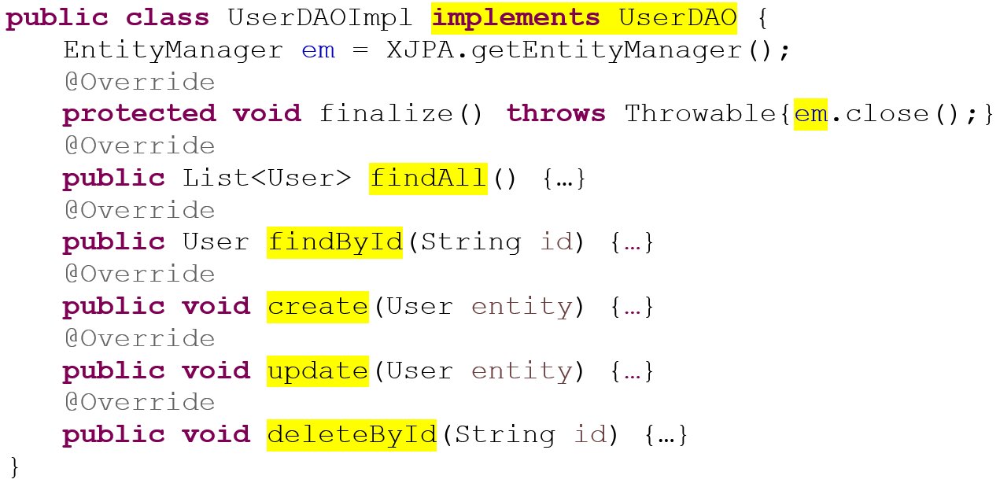 public class UserDAOImpl implements UserDAO {
EntityManager em = XJPA.getEntityManager();
@Override
protected void finalize() throws Throwable{em.close();}
@Override
public List<User> findAll() {…}
@Override
public User findById(String id) {…}
@Override
public void create(User entity) {…}
@Override
public void update(User entity) {…}
@Override
public void deleteById(String id) {…}
}